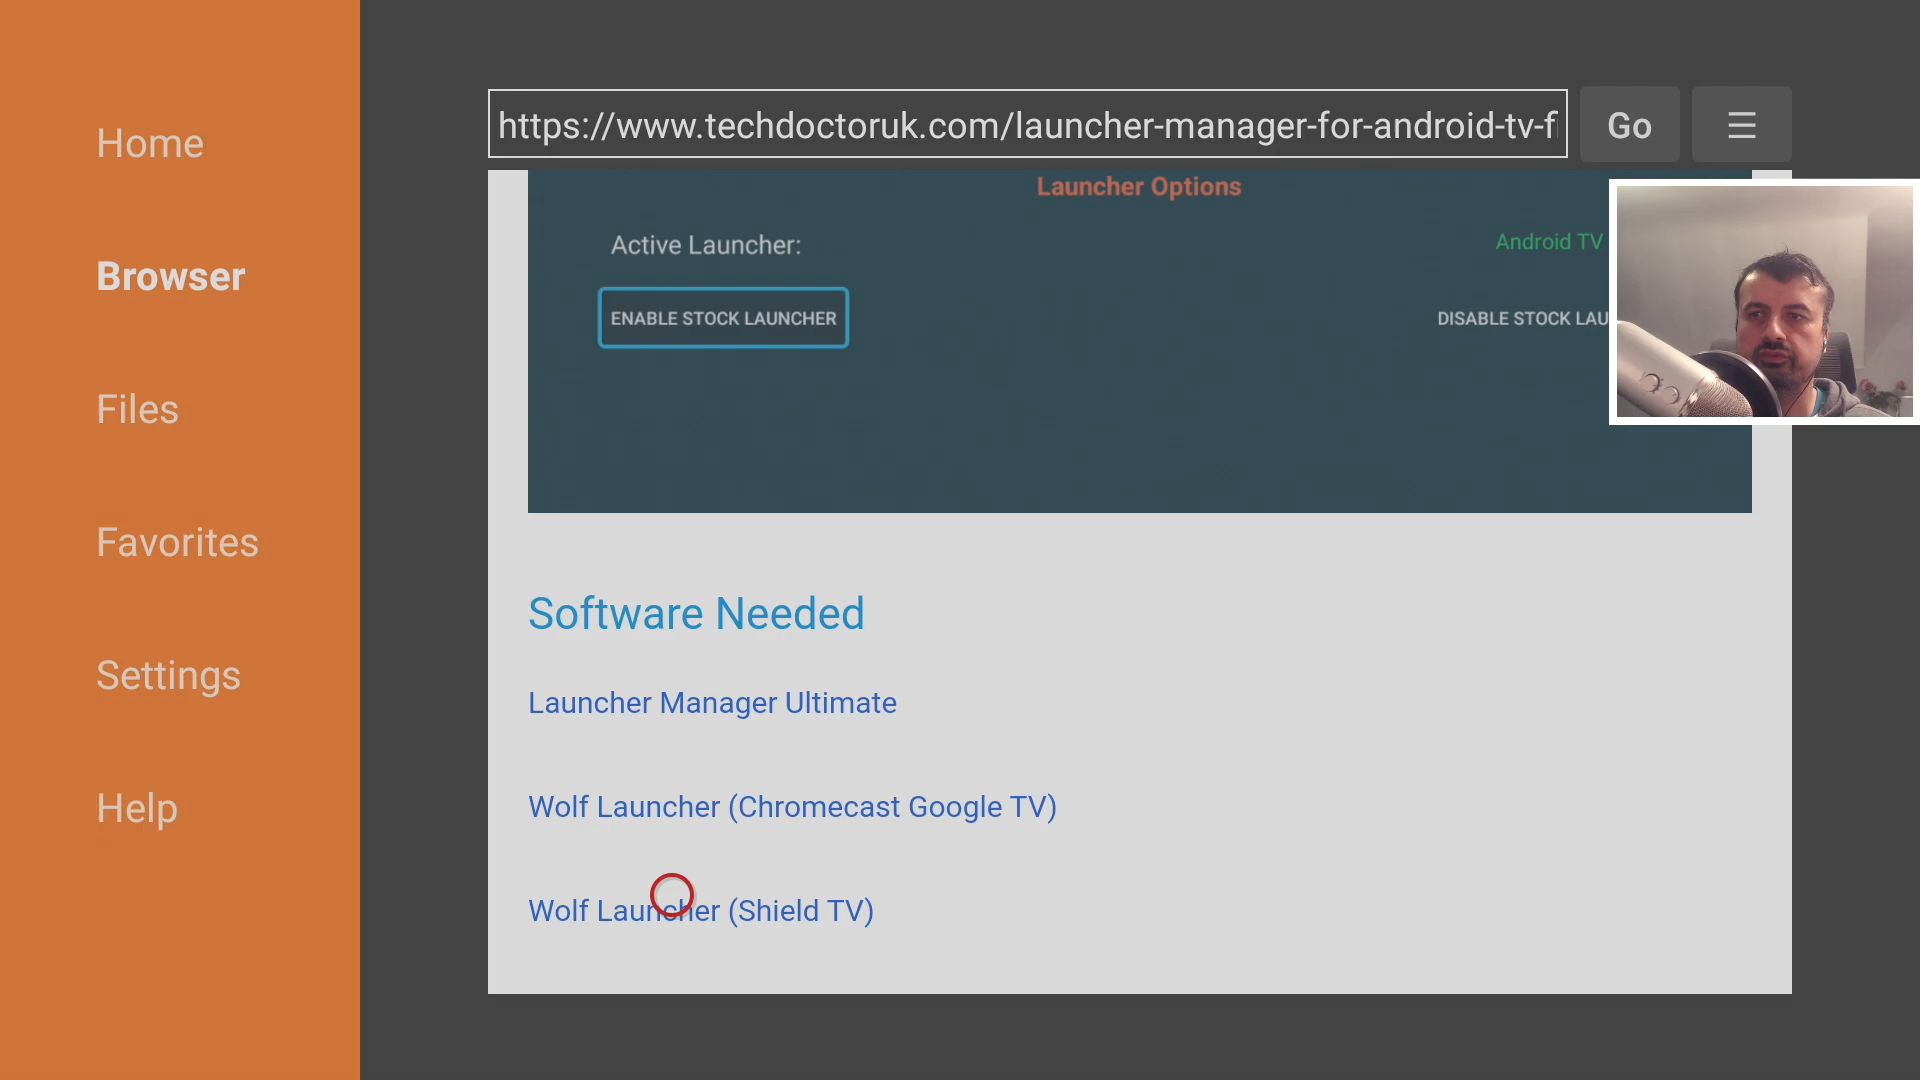 Home
Browser
Files
Favorites
Settings
Help
https://www.techdoctoruk.com/launcher-manager-for-android-tv-f
Go
Launcher Options
Active Launcher:
Android TV
ENABLE STOCK LAUNCHER
DISABLE STOCK LAU
Software Needed
Launcher Manager Ultimate
Wolf Launcher (Chromecast Google TV)
Wolf Launcher (Shield TV)